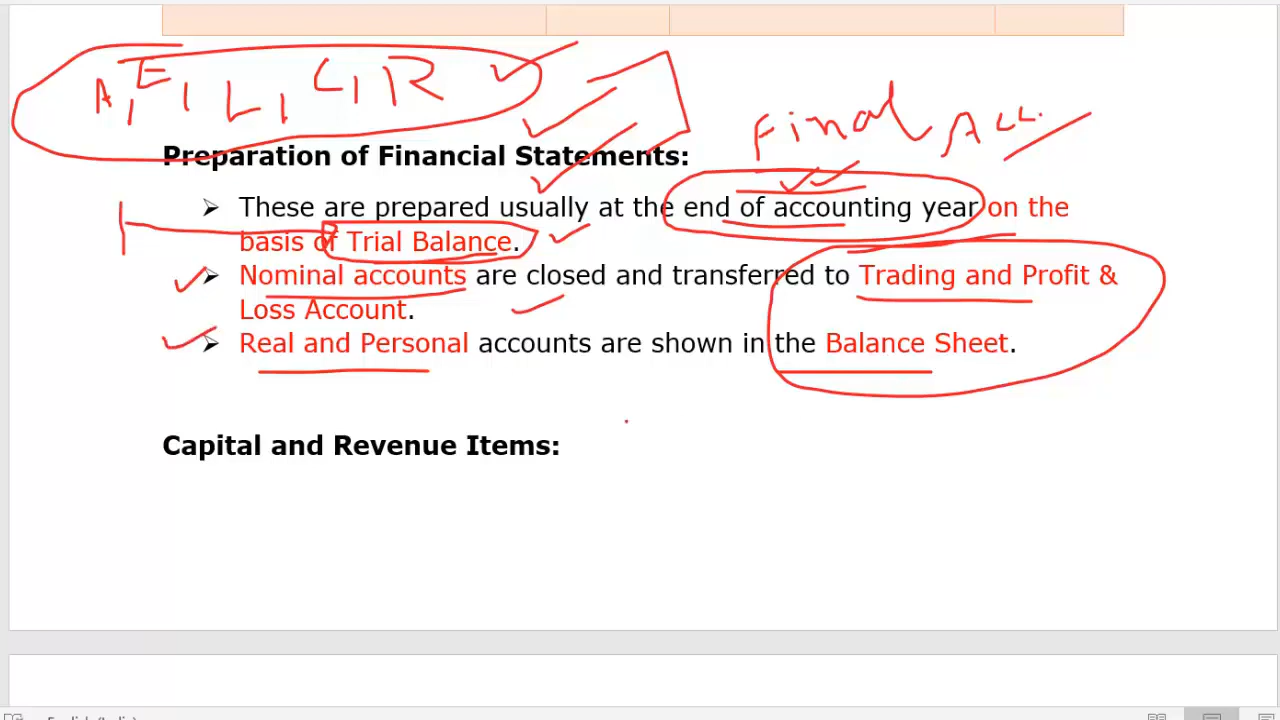 A, E, L, C, R
Final Acc.
Preparation of Financial Statements:
➤ These are prepared usually at the end of accounting year on the
basis of Trial Balance.
➤ Nominal accounts are closed and transferred to Trading and Profit &
Loss Account.
➤ Real and Personal accounts are shown in the Balance Sheet.
Capital and Revenue Items: